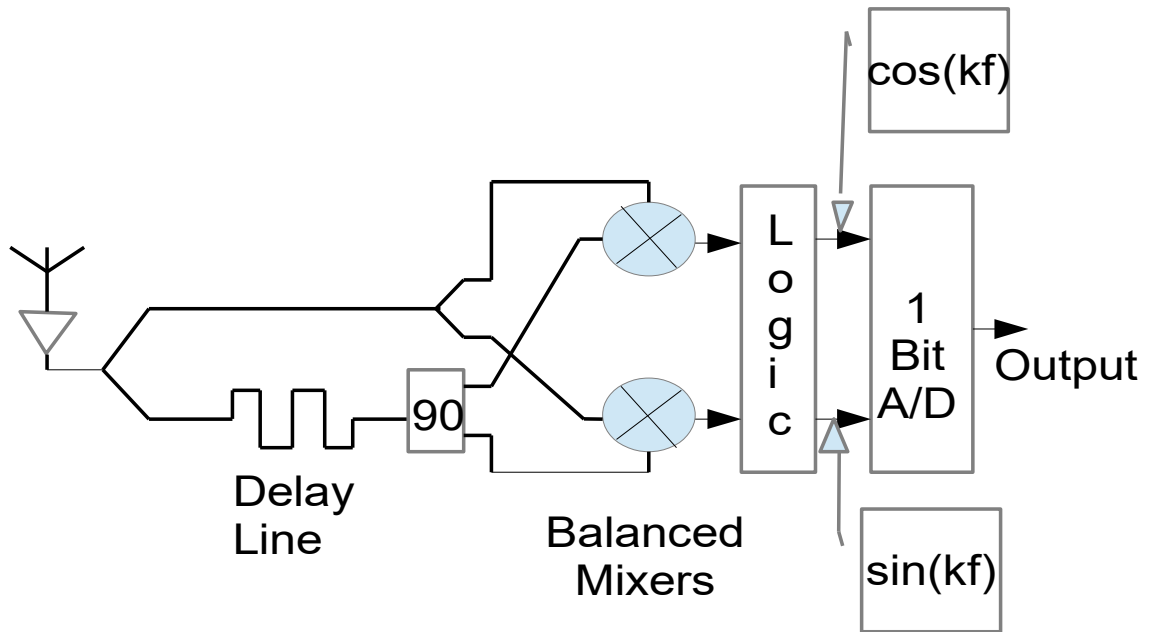 cos(kf)
L
o
g
i
c
1
Bit
A/D
Output
90
Delay
Line
Balanced
Mixers
sin(kf)